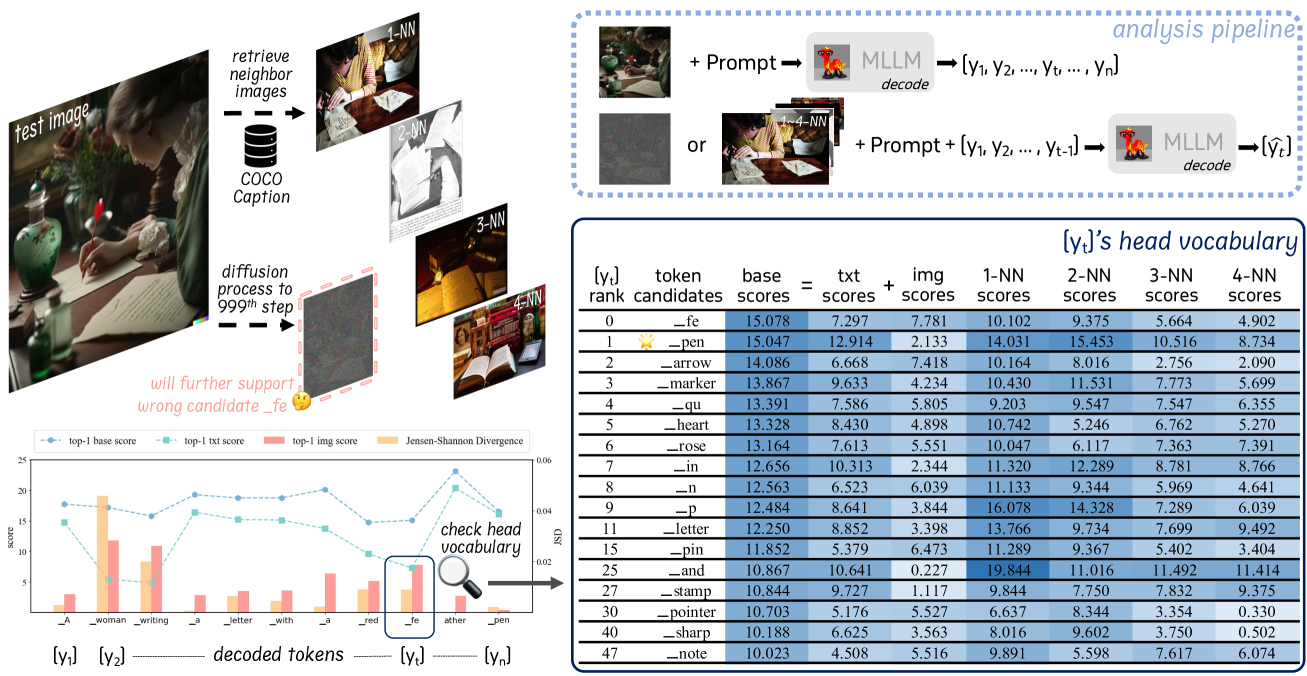 test image
retrieve
neighbor
images
COCO
Caption
diffusion
process to
999th step
1-NN
2-NN
3-NN
4-NN
will further support
wrong candidate _fe
analysis pipeline
+ Prompt MLLM decode [y1, y2, ..., yt, ... , yn]
or 1~4-NN + Prompt + [y1, y2, ... , yt-1] MLLM decode [ŷt]
top-1 base score top-1 txt score top-1 img score Jensen-Shannon Divergence
25 0.06
20
0.04
15
score JSD
10
0.02
5
check head
vocabulary
_A _woman _writing _a _letter _with _a _red _fe ather _pen
[y1] [y2] decoded tokens [yt] [yn]
[yt]'s head vocabulary
[yt] token base txt img 1-NN 2-NN 3-NN 4-NN
rank candidates scores = scores + scores scores scores scores scores
0 _fe 15.078 7.297 7.781 10.102 9.375 5.664 4.902
1 _pen 15.047 12.914 2.133 14.031 15.453 10.516 8.734
2 _arrow 14.086 6.668 7.418 10.164 8.016 2.756 2.090
3 _marker 13.867 9.633 4.234 10.430 11.531 7.773 5.699
4 _qu 13.391 7.586 5.805 9.203 9.547 7.547 6.355
5 _heart 13.328 8.430 4.898 10.742 5.246 6.762 5.270
6 _rose 13.164 7.613 5.551 10.047 6.117 7.363 7.391
7 _in 12.656 10.313 2.344 11.320 12.289 8.781 8.766
8 _n 12.563 6.523 6.039 11.133 9.344 5.969 4.641
9 _p 12.484 8.641 3.844 16.078 14.328 7.289 6.039
11 _letter 12.250 8.852 3.398 13.766 9.734 7.699 9.492
15 _pin 11.852 5.379 6.473 11.289 9.367 5.402 3.404
25 _and 10.867 10.641 0.227 19.844 11.016 11.492 11.414
27 _stamp 10.844 9.727 1.117 9.844 7.750 7.832 9.375
30 _pointer 10.703 5.176 5.527 6.637 8.344 3.354 0.330
40 _sharp 10.188 6.625 3.563 8.016 9.602 3.750 0.502
47 _note 10.023 4.508 5.516 9.891 5.598 7.617 6.074